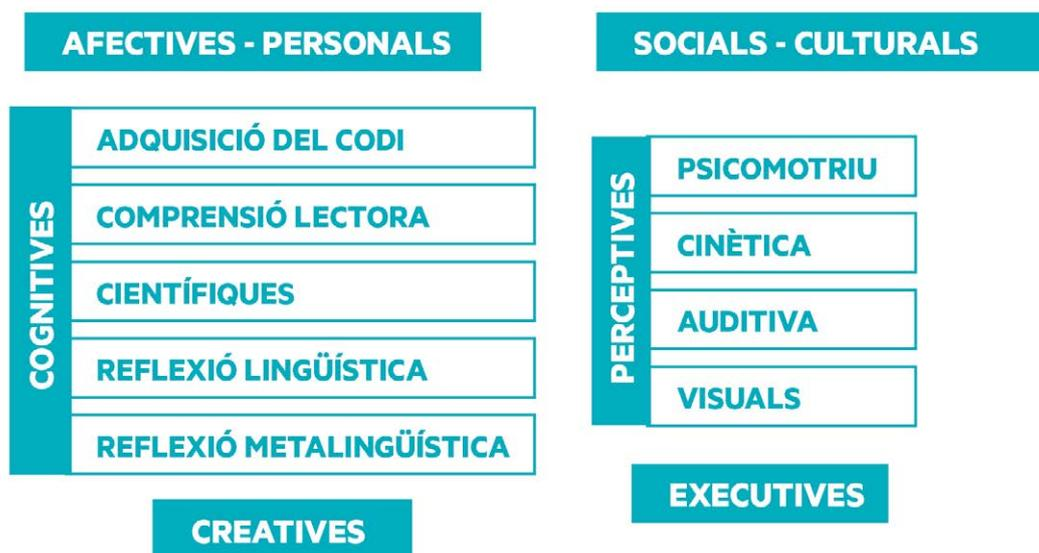 AFECTIVES - PERSONALS
SOCIALS - CULTURALS
COGNITIVES
ADQUISICIÓ DEL CODI
COMPRENSIÓ LECTORA
CIENTÍFIQUES
REFLEXIÓ LINGÜÍSTICA
REFLEXIÓ METALINGÜÍSTICA
PERCEPTIVES
PSICOMOTRIU
CINÈTICA
AUDITIVA
VISUALS
CREATIVES
EXECUTIVES